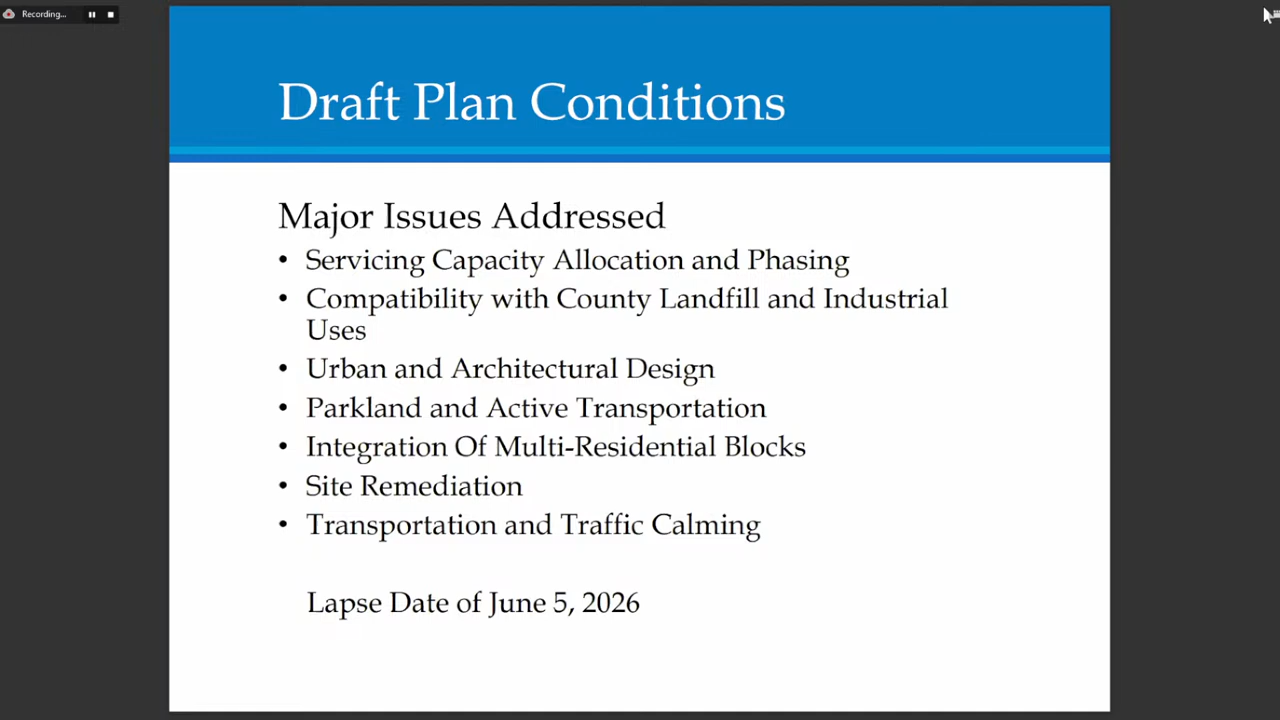 Recording...
Draft Plan Conditions
Major Issues Addressed
• Servicing Capacity Allocation and Phasing
• Compatibility with County Landfill and Industrial
Uses
• Urban and Architectural Design
• Parkland and Active Transportation
• Integration Of Multi-Residential Blocks
• Site Remediation
• Transportation and Traffic Calming
Lapse Date of June 5, 2026